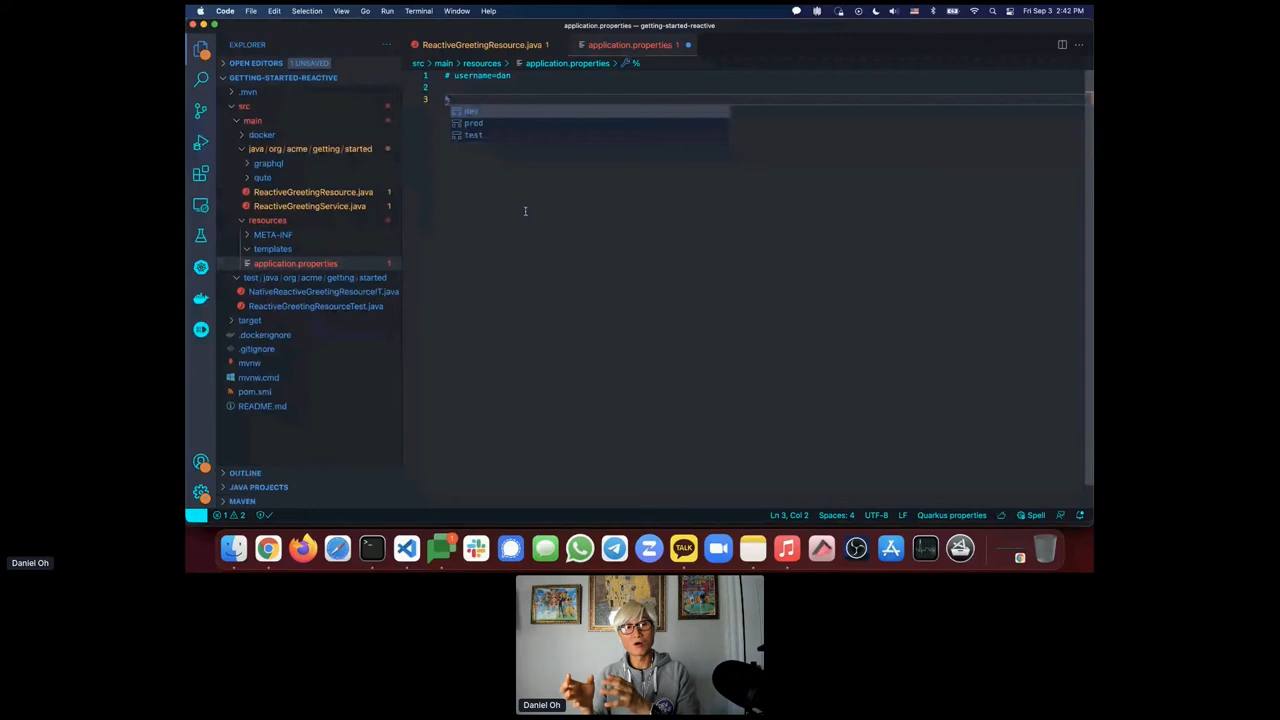 Code File Edit Selection View Go Run Terminal Window Help
Fri Sep 3 2:42 PM
application.properties — getting-started-reactive
EXPLORER
OPEN EDITORS 1 UNSAVED
GETTING-STARTED-REACTIVE
.mvn
src
main
docker
java / org / acme / getting / started
graphql
qute
ReactiveGreetingResource.java 1
ReactiveGreetingService.java 1
resources
META-INF
templates
application.properties 1
test / java / org / acme / getting / started
NativeReactiveGreetingResourceIT.java
ReactiveGreetingResourceTest.java
target
.dockerignore
.gitignore
mvnw
mvnw.cmd
pom.xml
README.md
OUTLINE
JAVA PROJECTS
MAVEN
ReactiveGreetingResource.java 1
application.properties 1
src > main > resources > application.properties > %
1 # username=dan
2
3 %
dev
prod
test
1 2
Ln 3, Col 2 Spaces: 4 UTF-8 LF Quarkus properties Spell
1
TALK
Daniel Oh
Daniel Oh